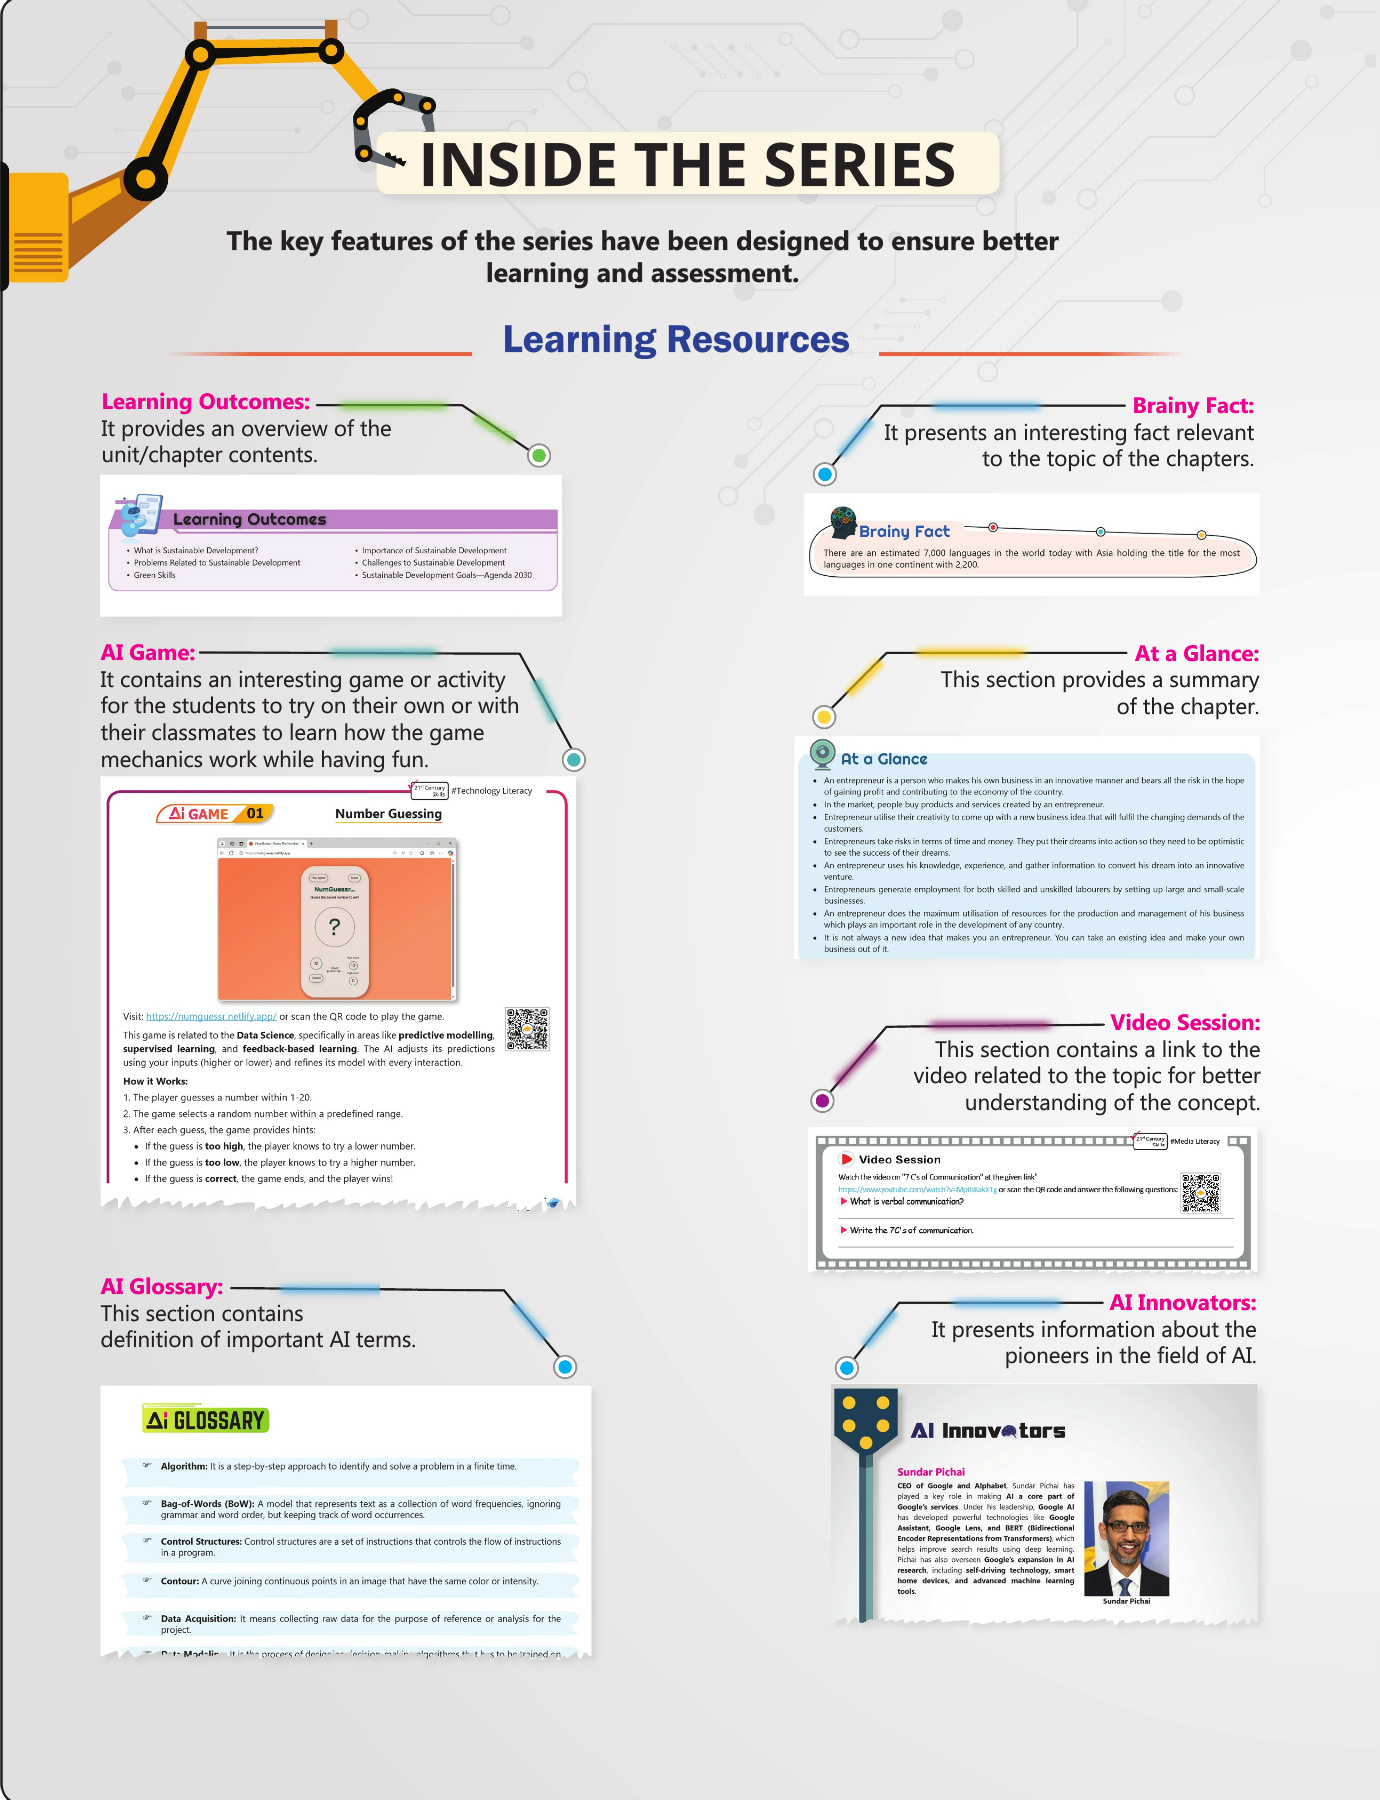 INSIDE THE SERIES
The key features of the series have been designed to ensure better
learning and assessment.
Learning Resources
Learning Outcomes:
It provides an overview of the
unit/chapter contents.
Learning Outcomes
• What is Sustainable Development?
• Problems Related to Sustainable Development
• Green Skills
• Importance of Sustainable Development
• Challenges to Sustainable Development
• Sustainable Development Goals—Agenda 2030
AI Game:
It contains an interesting game or activity
for the students to try on their own or with
their classmates to learn how the game
mechanics work while having fun.
21st Century
Skills
#Technology Literacy
Ai GAME 01
Number Guessing
NumGuessr...
Guess the secret number to win!
?
Visit: https://numguessr.netlify.app/ or scan the QR code to play the game.
This game is related to the Data Science, specifically in areas like predictive modelling,
supervised learning, and feedback-based learning. The AI adjusts its predictions
using your inputs (higher or lower) and refines its model with every interaction.
How it Works:
1. The player guesses a number within 1-20.
2. The game selects a random number within a predefined range.
3. After each guess, the game provides hints:
• If the guess is too high, the player knows to try a lower number.
• If the guess is too low, the player knows to try a higher number.
• If the guess is correct, the game ends, and the player wins!
AI Glossary:
This section contains
definition of important AI terms.
Ai GLOSSARY
Algorithm: It is a step-by-step approach to identify and solve a problem in a finite time.
Bag-of-Words (BoW): A model that represents text as a collection of word frequencies, ignoring
grammar and word order, but keeping track of word occurrences.
Control Structures: Control structures are a set of instructions that controls the flow of instructions
in a program.
Contour: A curve joining continuous points in an image that have the same color or intensity.
Data Acquisition: It means collecting raw data for the purpose of reference or analysis for the
project.
Data Modeling: It is the process of designing decision-making algorithms that has to be trained on
Brainy Fact:
It presents an interesting fact relevant
to the topic of the chapters.
Brainy Fact
There are an estimated 7,000 languages in the world today with Asia holding the title for the most
languages in one continent with 2,200.
At a Glance:
This section provides a summary
of the chapter.
At a Glance
• An entrepreneur is a person who makes his own business in an innovative manner and bears all the risk in the hope
of gaining profit and contributing to the economy of the country.
• In the market, people buy products and services created by an entrepreneur.
• Entrepreneur utilise their creativity to come up with a new business idea that will fulfil the changing demands of the
customers.
• Entrepreneurs take risks in terms of time and money. They put their dreams into action so they need to be optimistic
to see the success of their dreams.
• An entrepreneur uses his knowledge, experience, and gather information to convert his dream into an innovative
venture.
• Entrepreneurs generate employment for both skilled and unskilled labourers by setting up large and small-scale
businesses.
• An entrepreneur does the maximum utilisation of resources for the production and management of his business
which plays an important role in the development of any country.
• It is not always a new idea that makes you an entrepreneur. You can take an existing idea and make your own
business out of it.
Video Session:
This section contains a link to the
video related to the topic for better
understanding of the concept.
21st Century
Skills
#Media Literacy
Video Session
Watch the video on "7 C's of Communication" at the given link"
or scan the QR code and answer the following questions:
What is verbal communication?
Write the 7C's of communication.
AI Innovators:
It presents information about the
pioneers in the field of AI.
AI Innovators
Sundar Pichai
CEO of Google and Alphabet, Sundar Pichai has
played a key role in making AI a core part of
Google's services. Under his leadership, Google AI
has developed powerful technologies like Google
Assistant, Google Lens, and BERT (Bidirectional
Encoder Representations from Transformers), which
helps improve search results using deep learning.
Pichai has also overseen Google's expansion in AI
research, including self-driving technology, smart
home devices, and advanced machine learning
tools.
Sundar Pichai